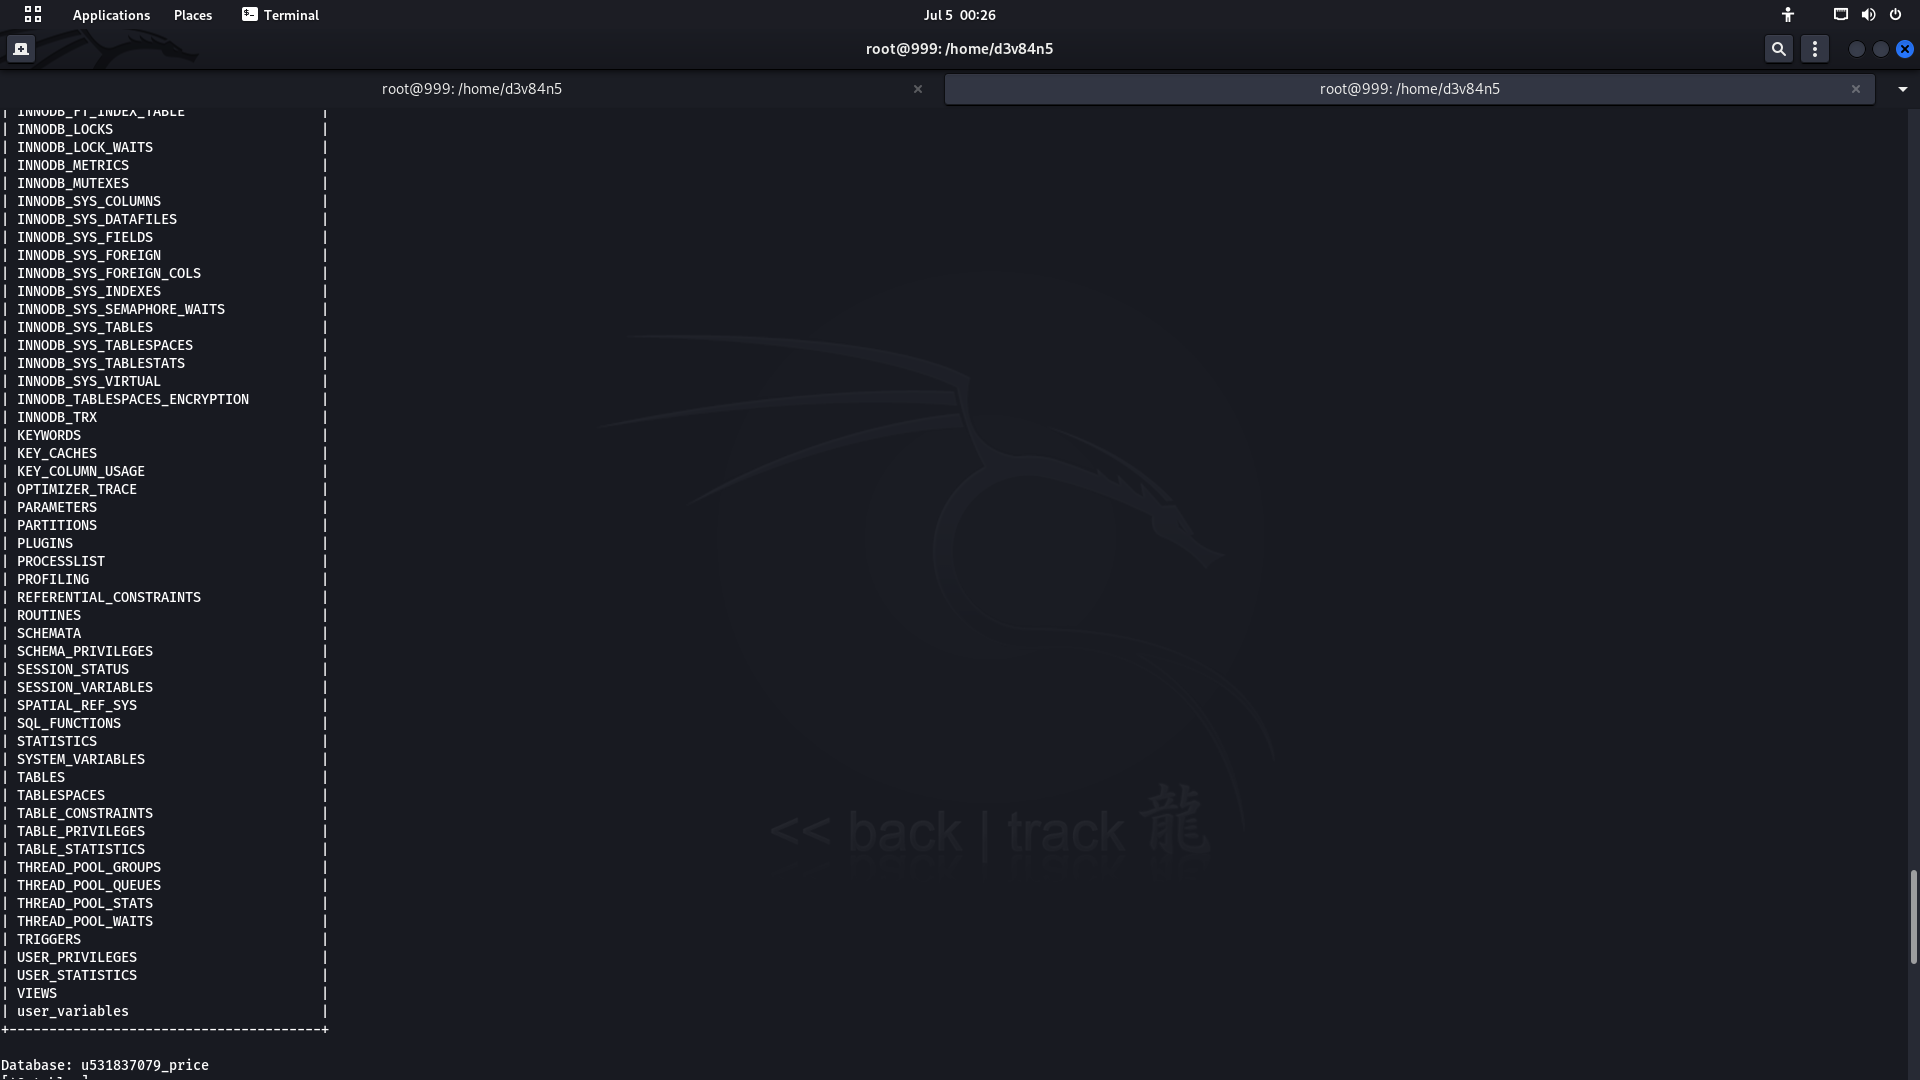 Applications Places Terminal Jul 5 00:26
root@999: /home/d3v84n5
root@999: /home/d3v84n5 × root@999: /home/d3v84n5 ×
| INNODB_FT_INDEX_TABLE |
| INNODB_LOCKS |
| INNODB_LOCK_WAITS |
| INNODB_METRICS |
| INNODB_MUTEXES |
| INNODB_SYS_COLUMNS |
| INNODB_SYS_DATAFILES |
| INNODB_SYS_FIELDS |
| INNODB_SYS_FOREIGN |
| INNODB_SYS_FOREIGN_COLS |
| INNODB_SYS_INDEXES |
| INNODB_SYS_SEMAPHORE_WAITS |
| INNODB_SYS_TABLES |
| INNODB_SYS_TABLESPACES |
| INNODB_SYS_TABLESTATS |
| INNODB_SYS_VIRTUAL |
| INNODB_TABLESPACES_ENCRYPTION |
| INNODB_TRX |
| KEYWORDS |
| KEY_CACHES |
| KEY_COLUMN_USAGE |
| OPTIMIZER_TRACE |
| PARAMETERS |
| PARTITIONS |
| PLUGINS |
| PROCESSLIST |
| PROFILING |
| REFERENTIAL_CONSTRAINTS |
| ROUTINES |
| SCHEMATA |
| SCHEMA_PRIVILEGES |
| SESSION_STATUS |
| SESSION_VARIABLES |
| SPATIAL_REF_SYS |
| SQL_FUNCTIONS |
| STATISTICS |
| SYSTEM_VARIABLES |
| TABLES |
| TABLESPACES |
| TABLE_CONSTRAINTS |
| TABLE_PRIVILEGES |
| TABLE_STATISTICS |
| THREAD_POOL_GROUPS |
| THREAD_POOL_QUEUES |
| THREAD_POOL_STATS |
| THREAD_POOL_WAITS |
| TRIGGERS |
| USER_PRIVILEGES |
| USER_STATISTICS |
| VIEWS |
| user_variables |
+---------------------------------------+
Database: u531837079_price
<< back | track 龍